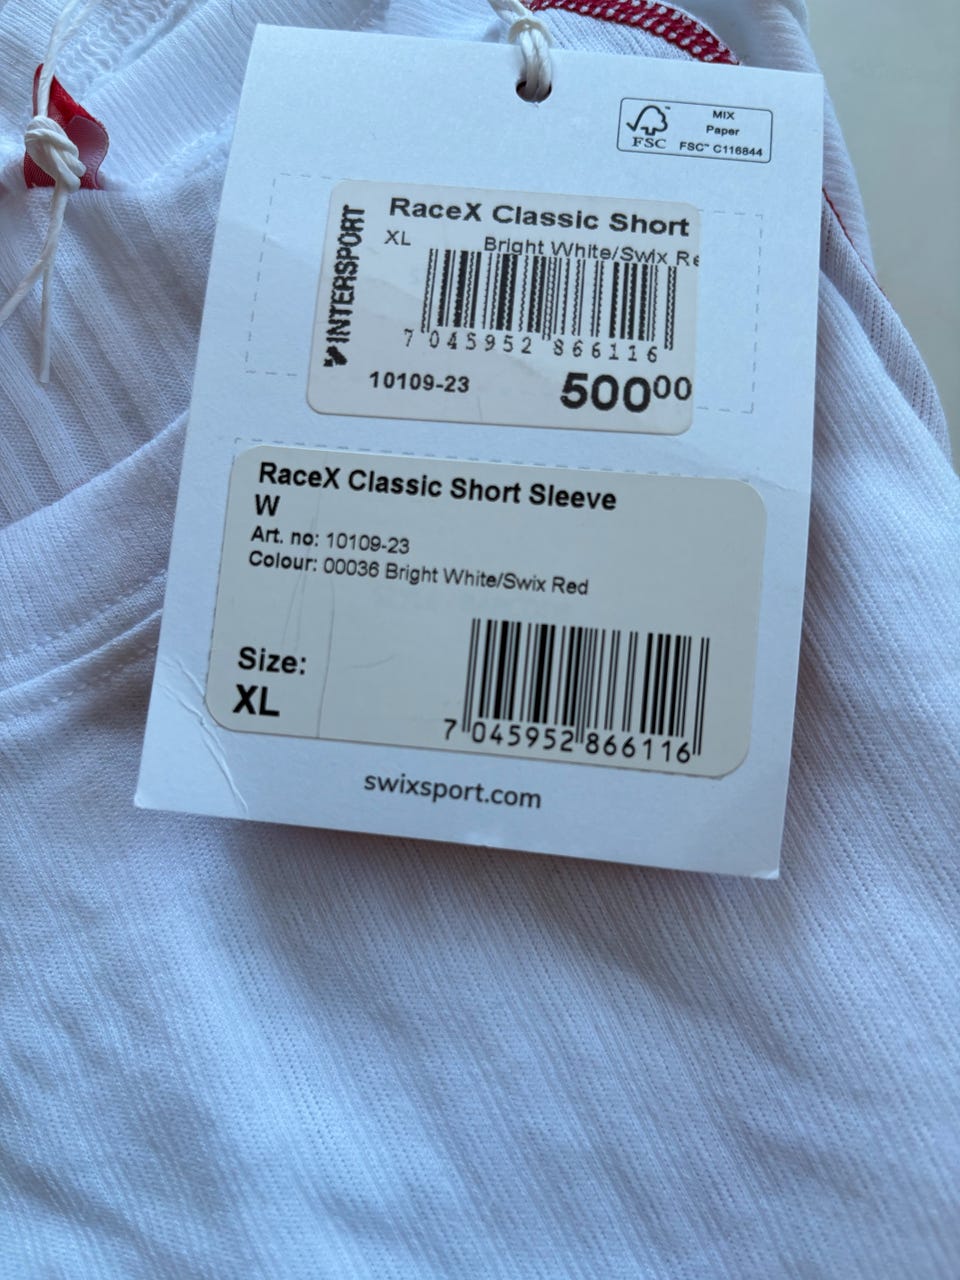 FSC™
MIX
Paper
FSC™ C116844
INTERSPORT
RaceX Classic Short
XL
Bright White/Swix Re
7 045952 866116
10109-23
500⁰⁰
RaceX Classic Short Sleeve
W
Art. no: 10109-23
Colour: 00036 Bright White/Swix Red
Size:
XL
7 045952 866116
swixsport.com